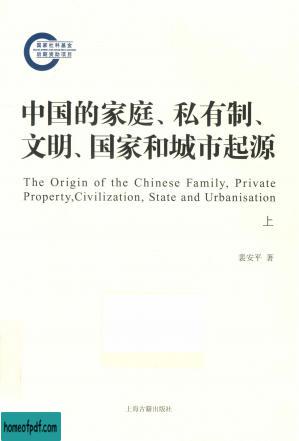 国家社科基金
后期资助项目
中国的家庭、私有制、
文明、国家和城市起源
The Origin of the Chinese Family, Private
Property,Civilization, State and Urbanisation
上
裴安平 著
上海古籍出版社
homeofpdf.com